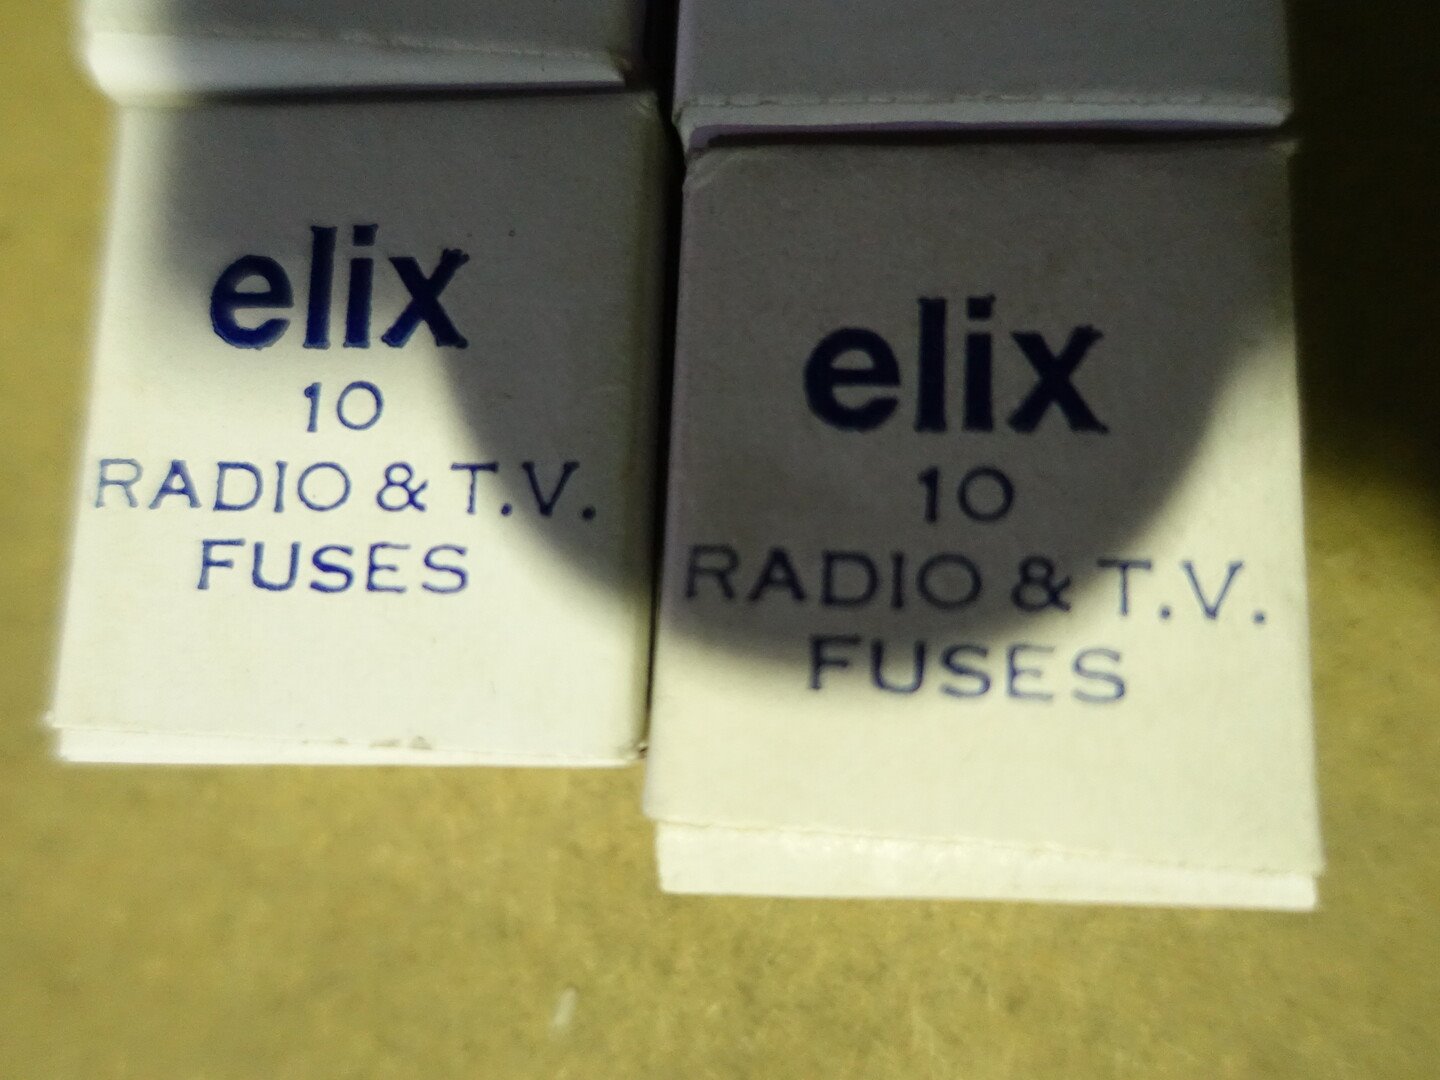 elix
10
RADIO & T.V.
FUSES
elix
10
RADIO & T.V.
FUSES